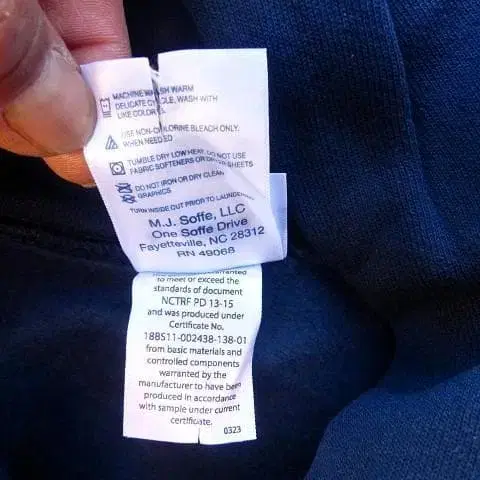 MACHINE WASH WARM
DELICATE CYCLE, WASH WITH
LIKE COLORS.
USE NON-CHLORINE BLEACH ONLY.
WHEN NEEDED
TUMBLE DRY LOW HEAT. DO NOT USE
FABRIC SOFTENERS OR DRYER SHEETS
DO NOT IRON OR DRY CLEAN
GRAPHICS
TURN INSIDE OUT PRIOR TO LAUNDERING
M.J. Soffe, LLC
One Soffe Drive
Fayetteville, NC 28312
RN 49068
warranted
to meet or exceed the
standards of document
NCTRF PD 13-15
and was produced under
Certificate No.
18BS11-002438-138-01
from basic materials and
controlled components
warranted by the
manufacturer to have been
produced in accordance
with sample under current
certificate.
0323